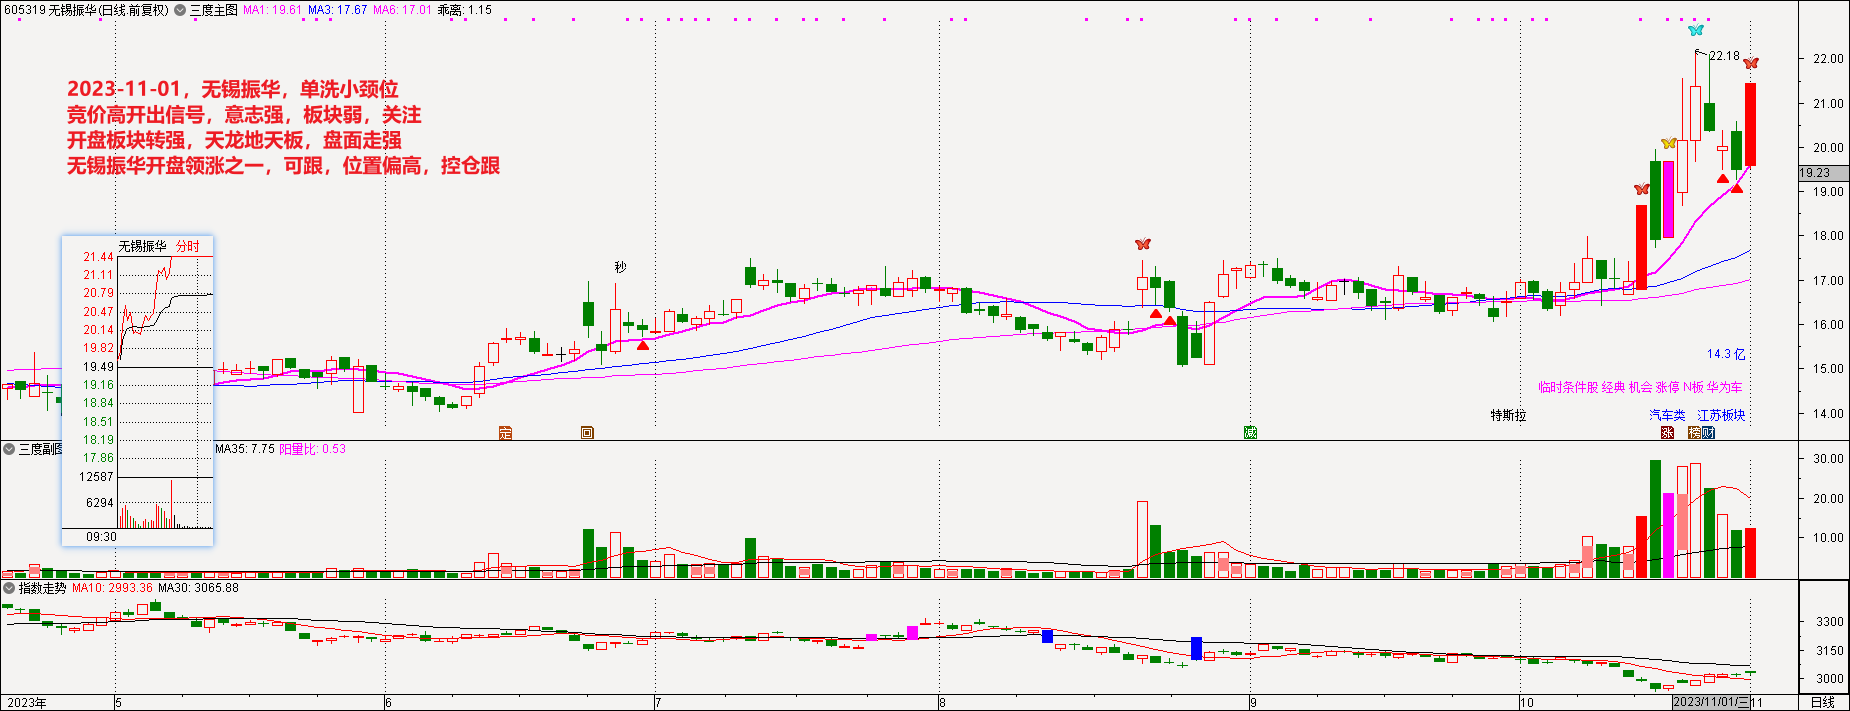 605319 无锡振华(日线.前复权) 三度主图 MA1: 19.61 MA3: 17.67 MA6: 17.01 乖离: 1.15
2023-11-01，无锡振华，单洗小颈位
竞价高开出信号，意志强，板块弱，关注
开盘板块转强，天龙地天板，盘面走强
无锡振华开盘领涨之一，可跟，位置偏高，控仓跟
22.18
22.00
21.00
20.00
19.23
19.00
18.00
17.00
16.00
15.00
14.00
秒
无锡振华 分时
21.44
21.11
20.79
20.47
20.14
19.82
19.49
19.16
18.84
18.51
18.19
17.86
12587
6294
09:30
14.3 亿
临时条件股 经典 机会 涨停 N板 华为车
特斯拉 汽车类 江苏板块
定 回 减 涨 榜 财
三度副图 MA35: 7.75 阳量比: 0.53
30.00
20.00
10.00
指数走势 MA10: 2993.36 MA30: 3065.88
3300
3150
3000
2023年 5 6 7 8 9 10 2023/11/01/三 11 日线